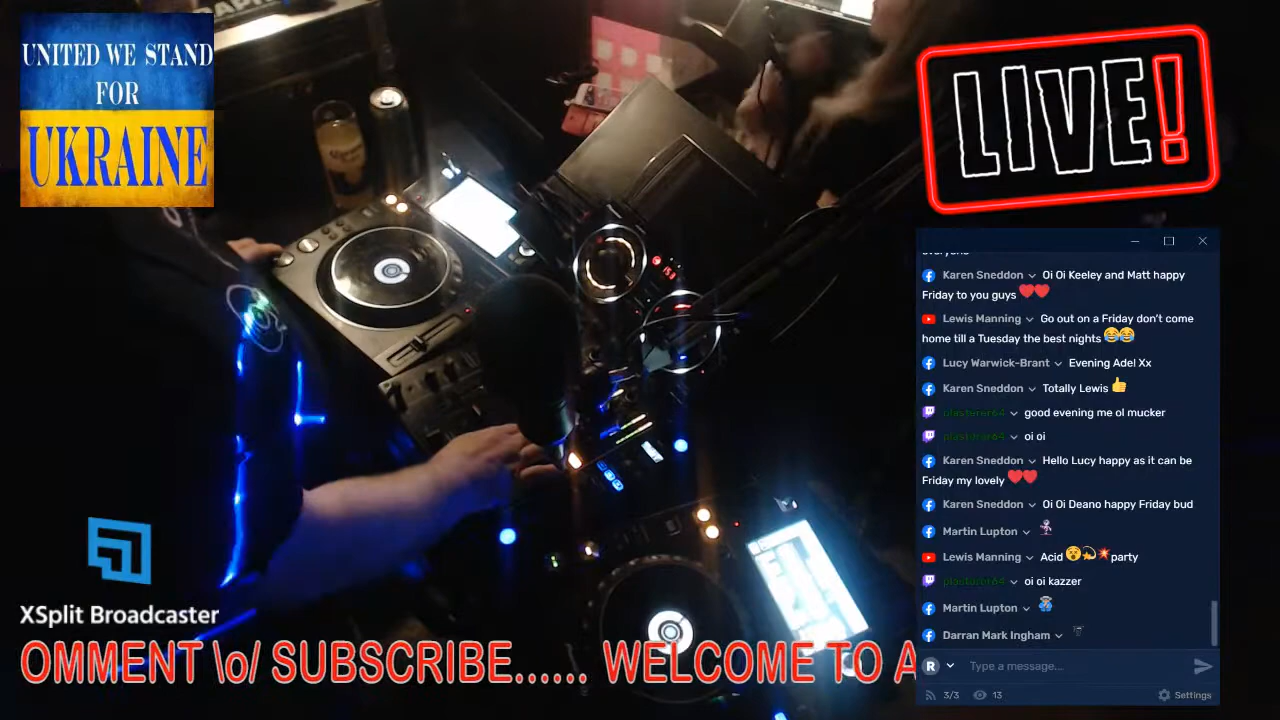 UNITED WE STAND
FOR
UKRAINE
LIVE!
Karen Sneddon Oi Oi Keeley and Matt happy
Friday to you guys ❤❤
Lewis Manning Go out on a Friday don't come
home till a Tuesday the best nights 😂😂
Lucy Warwick-Brant Evening Ade! Xx
Karen Sneddon Totally Lewis 👍
plasterer64 good evening me ol mucker
plasterer64 oi oi
Karen Sneddon Hello Lucy happy as it can be
Friday my lovely ❤❤
Karen Sneddon Oi Oi Deano happy Friday bud
Martin Lupton
Lewis Manning Acid 😵💫💥party
plasterer64 oi oi kazzer
Martin Lupton
Darran Mark Ingham
R Type a message...
3/3 13 Settings
XSplit Broadcaster
OMMENT \o/ SUBSCRIBE...... WELCOME TO A